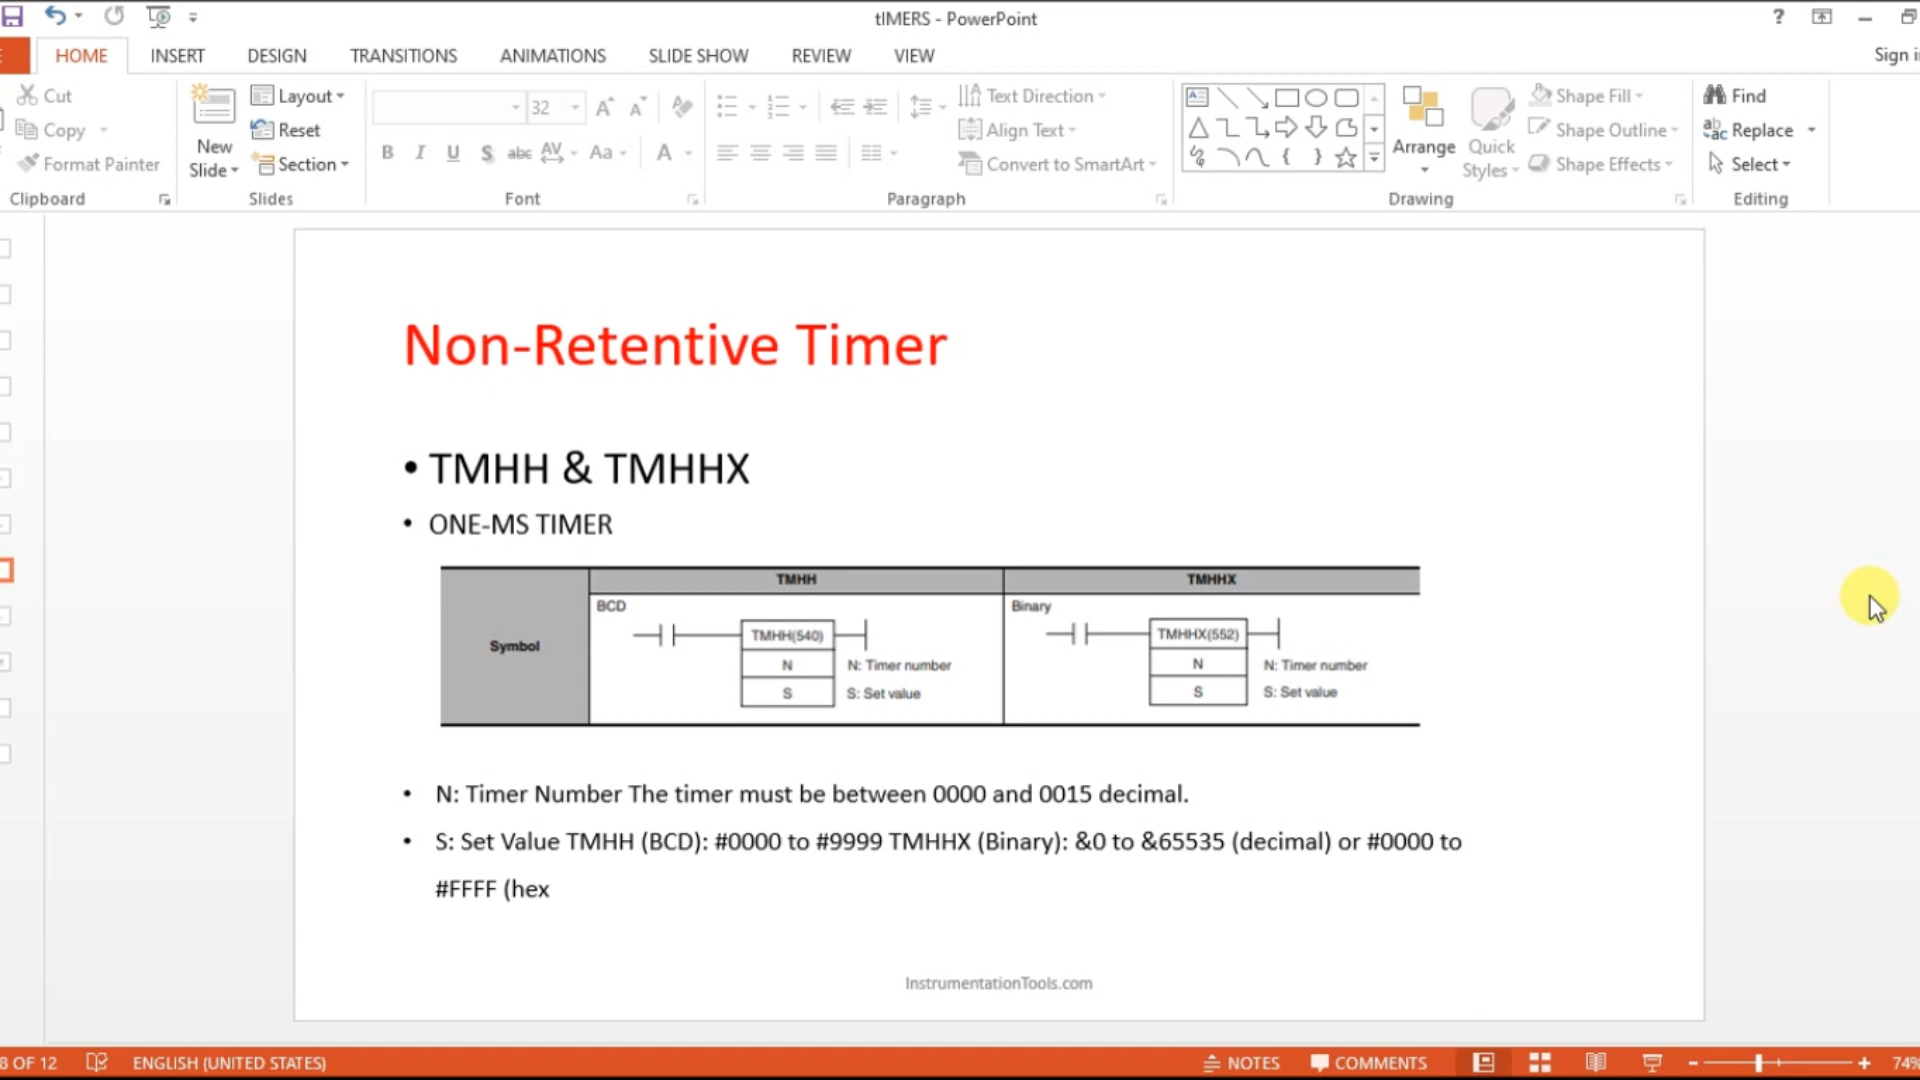 tIMERS - PowerPoint
?
HOME INSERT DESIGN TRANSITIONS ANIMATIONS SLIDE SHOW REVIEW VIEW
Cut
Copy
Format Painter
Clipboard
New
Slide
Layout
Reset
Section
Slides
32
B I U S abc AV Aa A
Font
Text Direction
Align Text
Convert to SmartArt
Paragraph
Arrange
Quick
Styles
Shape Fill
Shape Outline
Shape Effects
Drawing
Find
Replace
Select
Editing
Non-Retentive Timer
• TMHH & TMHHX
• ONE-MS TIMER
Symbol
TMHH
TMHHX
BCD
TMHH(540)
N
N: Timer number
S
S: Set value
Binary
TMHHX(552)
N
N: Timer number
S
S: Set value
• N: Timer Number The timer must be between 0000 and 0015 decimal.
• S: Set Value TMHH (BCD): #0000 to #9999 TMHHX (Binary): &0 to &65535 (decimal) or #0000 to
#FFFF (hex
InstrumentationTools.com
8 OF 12 ENGLISH (UNITED STATES) NOTES COMMENTS 74%